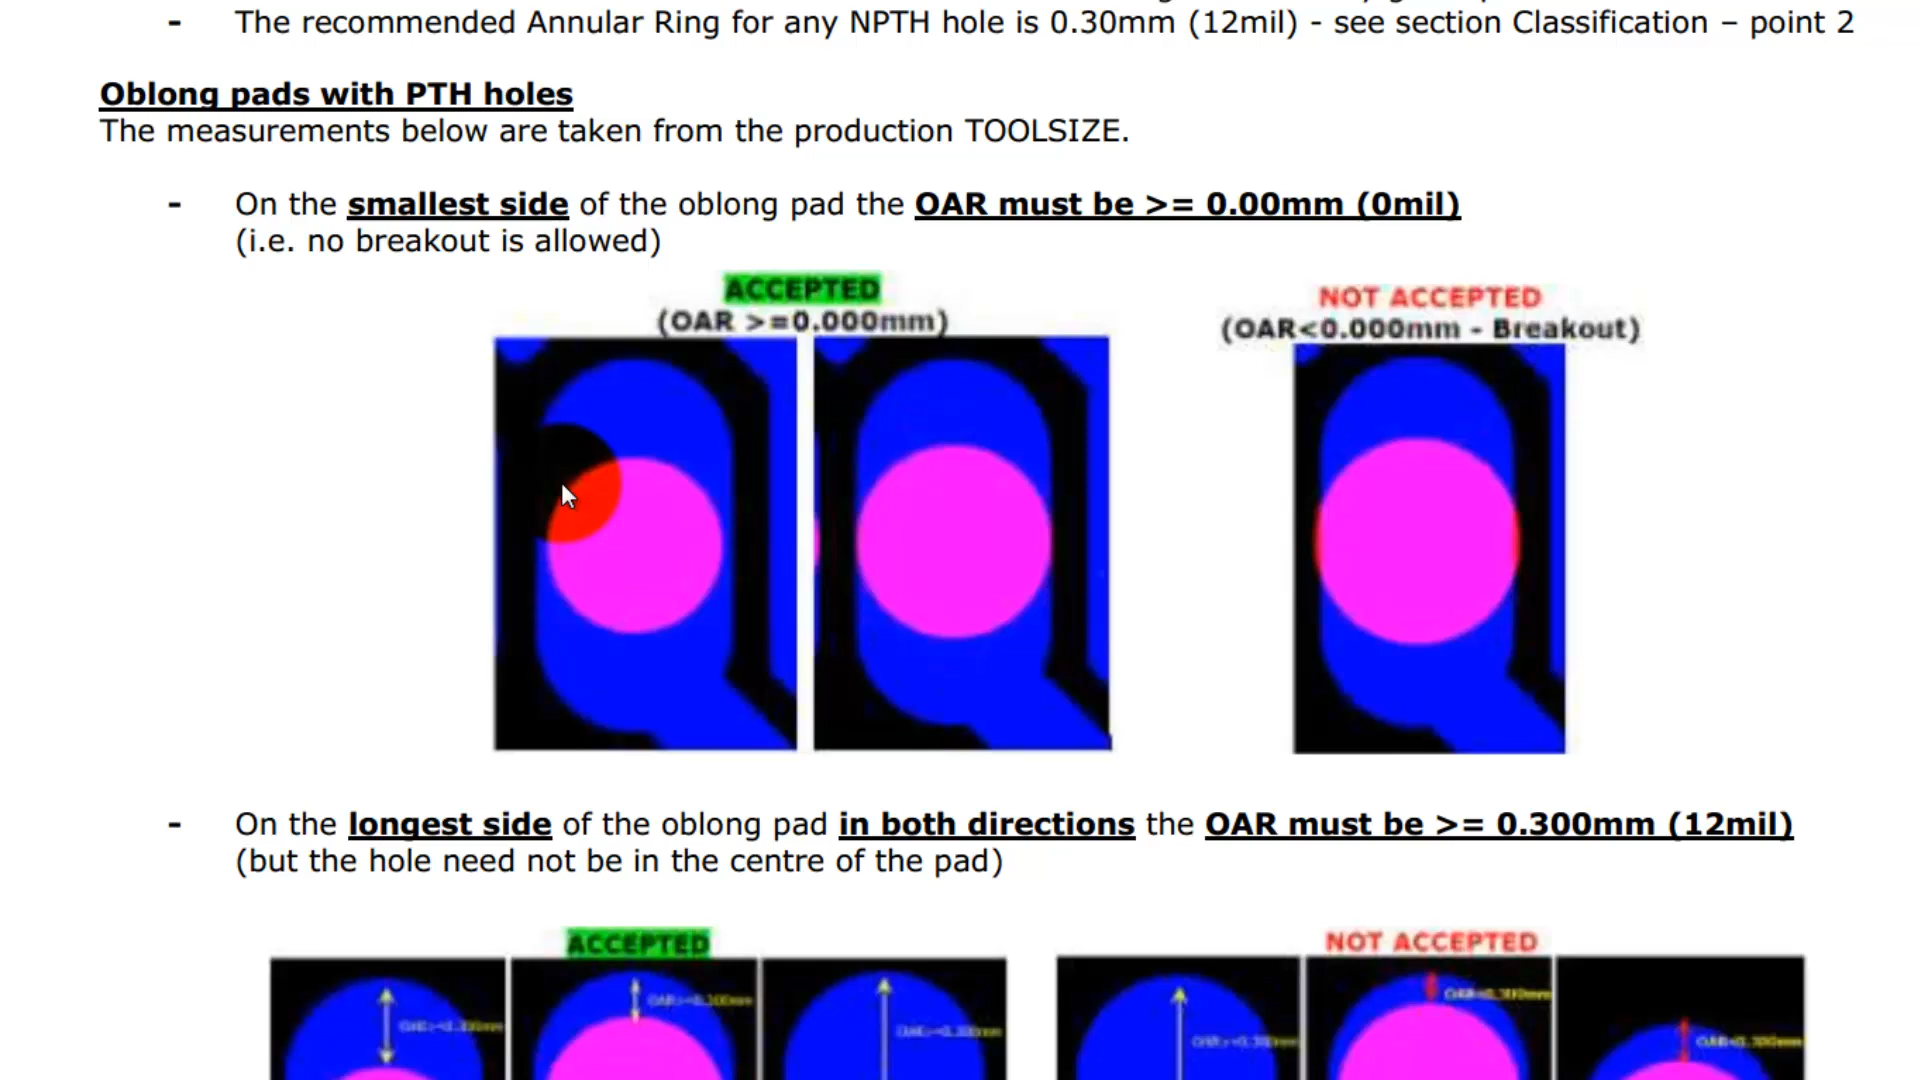 - The recommended Annular Ring for any NPTH hole is 0.30mm (12mil) - see section Classification – point 2
Oblong pads with PTH holes
The measurements below are taken from the production TOOLSIZE.
- On the smallest side of the oblong pad the OAR must be >= 0.00mm (0mil)
(i.e. no breakout is allowed)
ACCEPTED
(OAR >=0.000mm)
NOT ACCEPTED
(OAR<0.000mm - Breakout)
- On the longest side of the oblong pad in both directions the OAR must be >= 0.300mm (12mil)
(but the hole need not be in the centre of the pad)
ACCEPTED
NOT ACCEPTED